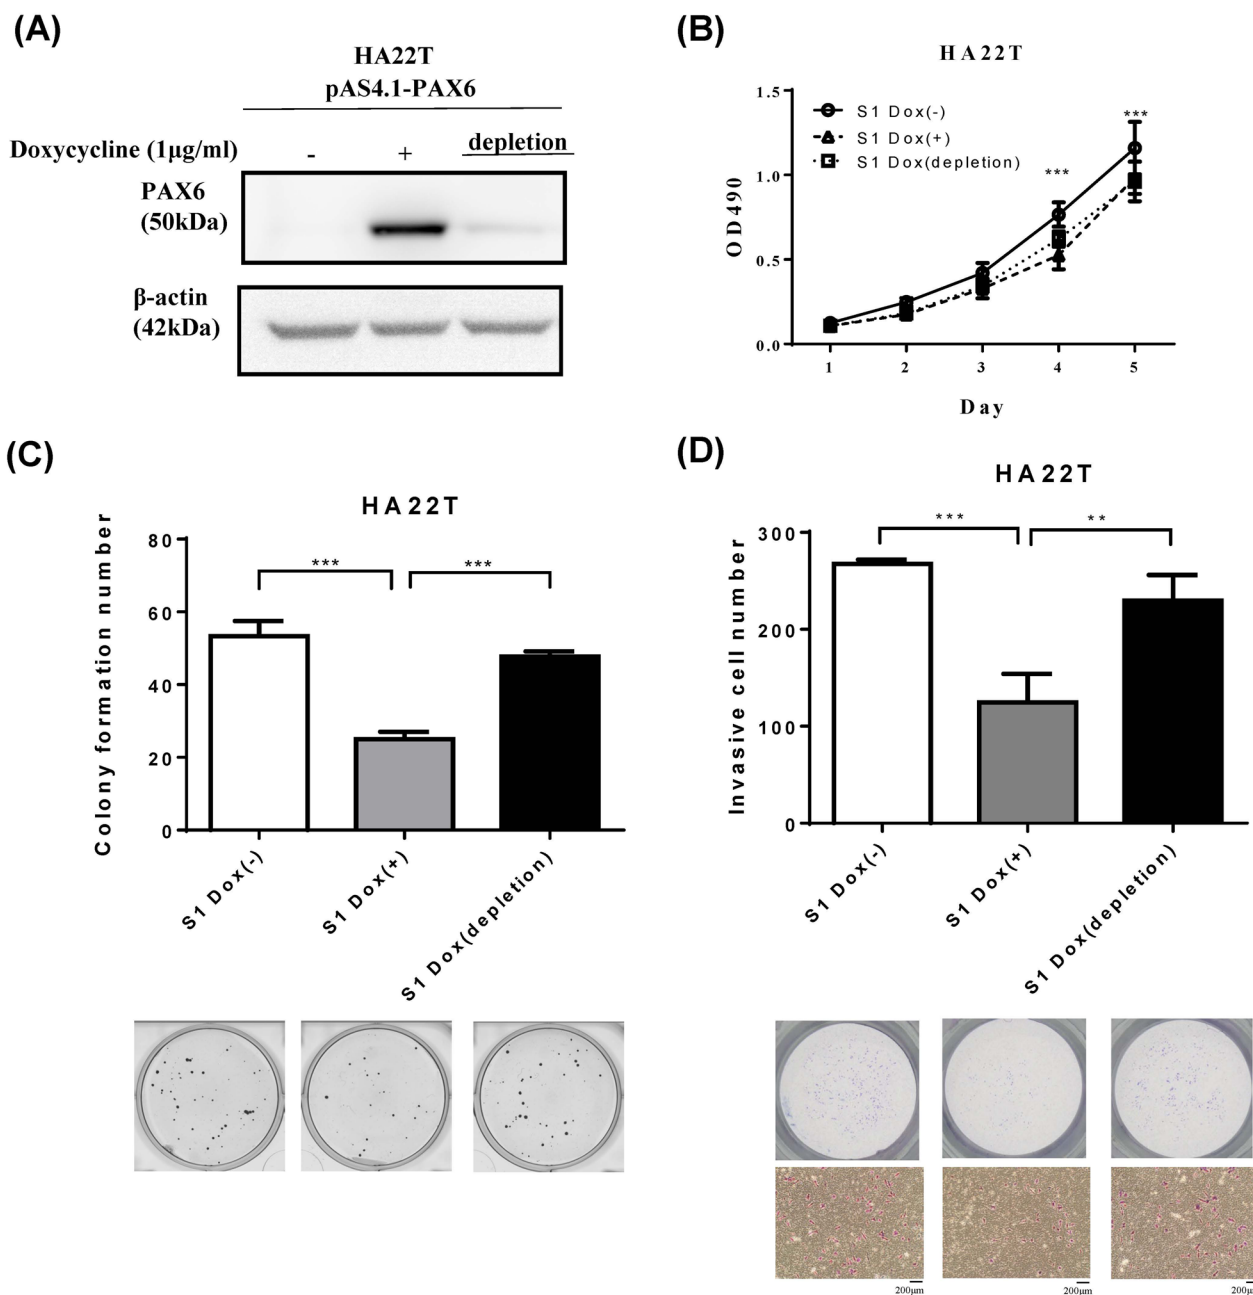 (A)
HA22T
pAS4.1-PAX6
Doxycycline (1μg/ml) - + depletion
PAX6
(50kDa)
β-actin
(42kDa)
(B)
HA22T
S1 Dox(-)
S1 Dox(+)
S1 Dox(depletion)
***
***
OD490
1.5
1.0
0.5
0.0
1 2 3 4 5
Day
(C)
HA22T
Colony formation number
80
60
40
20
0
*** ***
S1 Dox(-)
S1 Dox(+)
S1 Dox(depletion)
(D)
HA22T
Invasive cell number
300
200
100
0
*** **
S1 Dox(-)
S1 Dox(+)
S1 Dox(depletion)
200μm 200μm 200μ